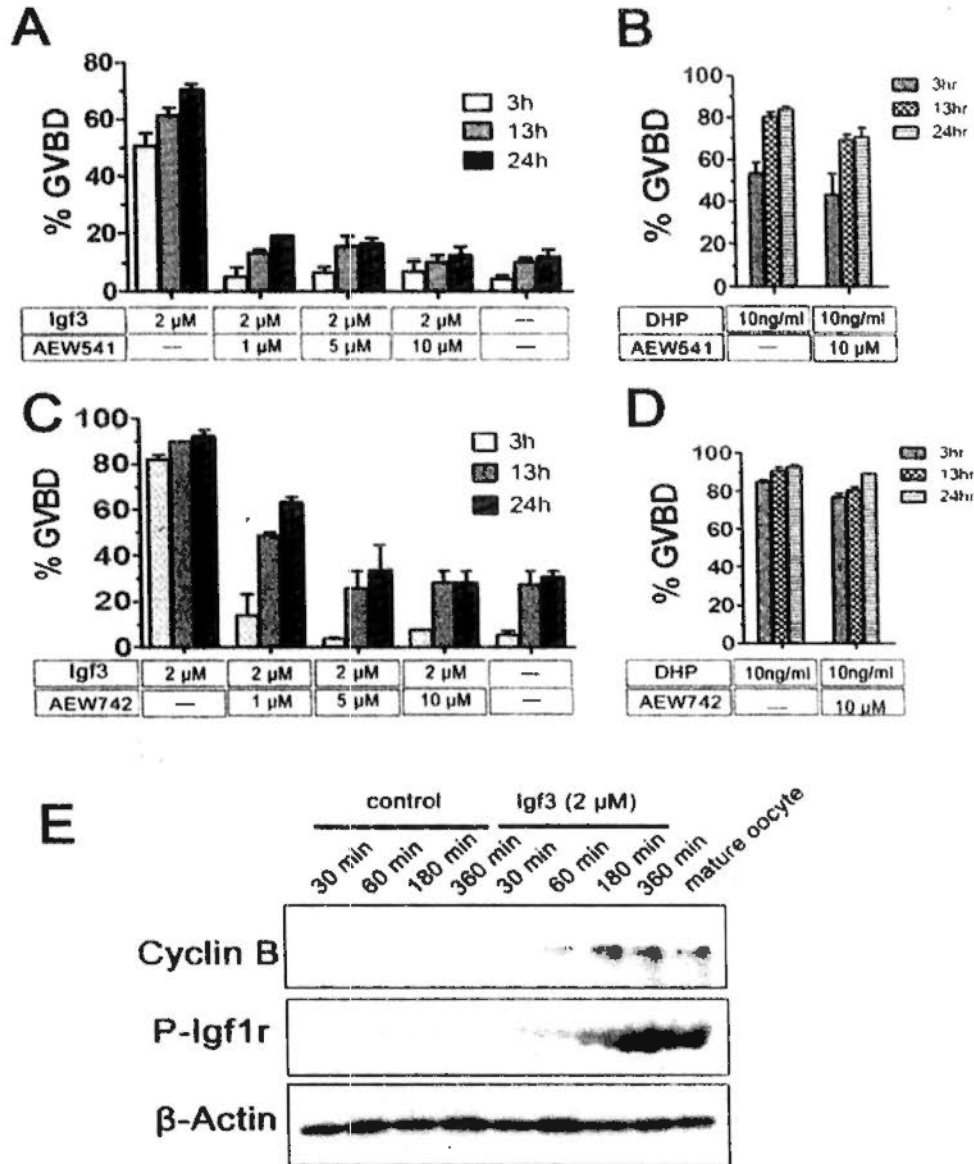 A
% GVBD
80
60
40
20
0
3h
13h
24h
Igf3 2 µM 2 µM 2 µM 2 µM —
AEW541 — 1 µM 5 µM 10 µM —
B
% GVBD
100
80
60
40
20
0
3hr
13hr
24hr
DHP 10ng/ml 10ng/ml
AEW541 — 10 µM
C
% GVBD
100
80
60
40
20
0
3h
13h
24h
Igf3 2 µM 2 µM 2 µM 2 µM —
AEW742 — 1 µM 5 µM 10 µM —
D
% GVBD
100
80
60
40
20
0
3hr
13hr
24hr
DHP 10ng/ml 10ng/ml
AEW742 — 10 µM
E
control Igf3 (2 µM)
30 min 60 min 180 min 360 min 30 min 60 min 180 min 360 min mature oocyte
Cyclin B
P-Igf1r
β-Actin